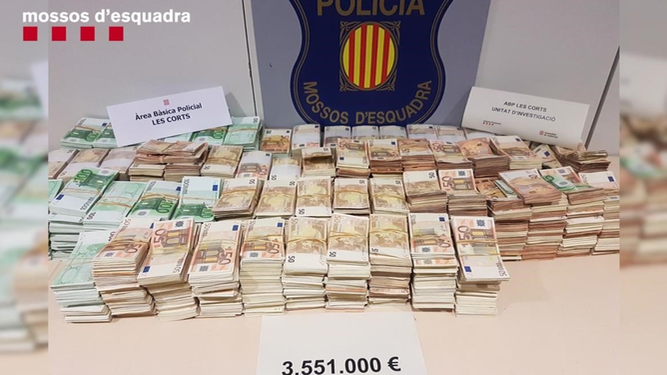 mossos d'esquadra
POLICIA
MOSSOS D'ESQUADRA
Àrea Bàsica Policial
LES CORTS
ABP LES CORTS
UNITAT D'INVESTIGACIÓ
3.551.000 €